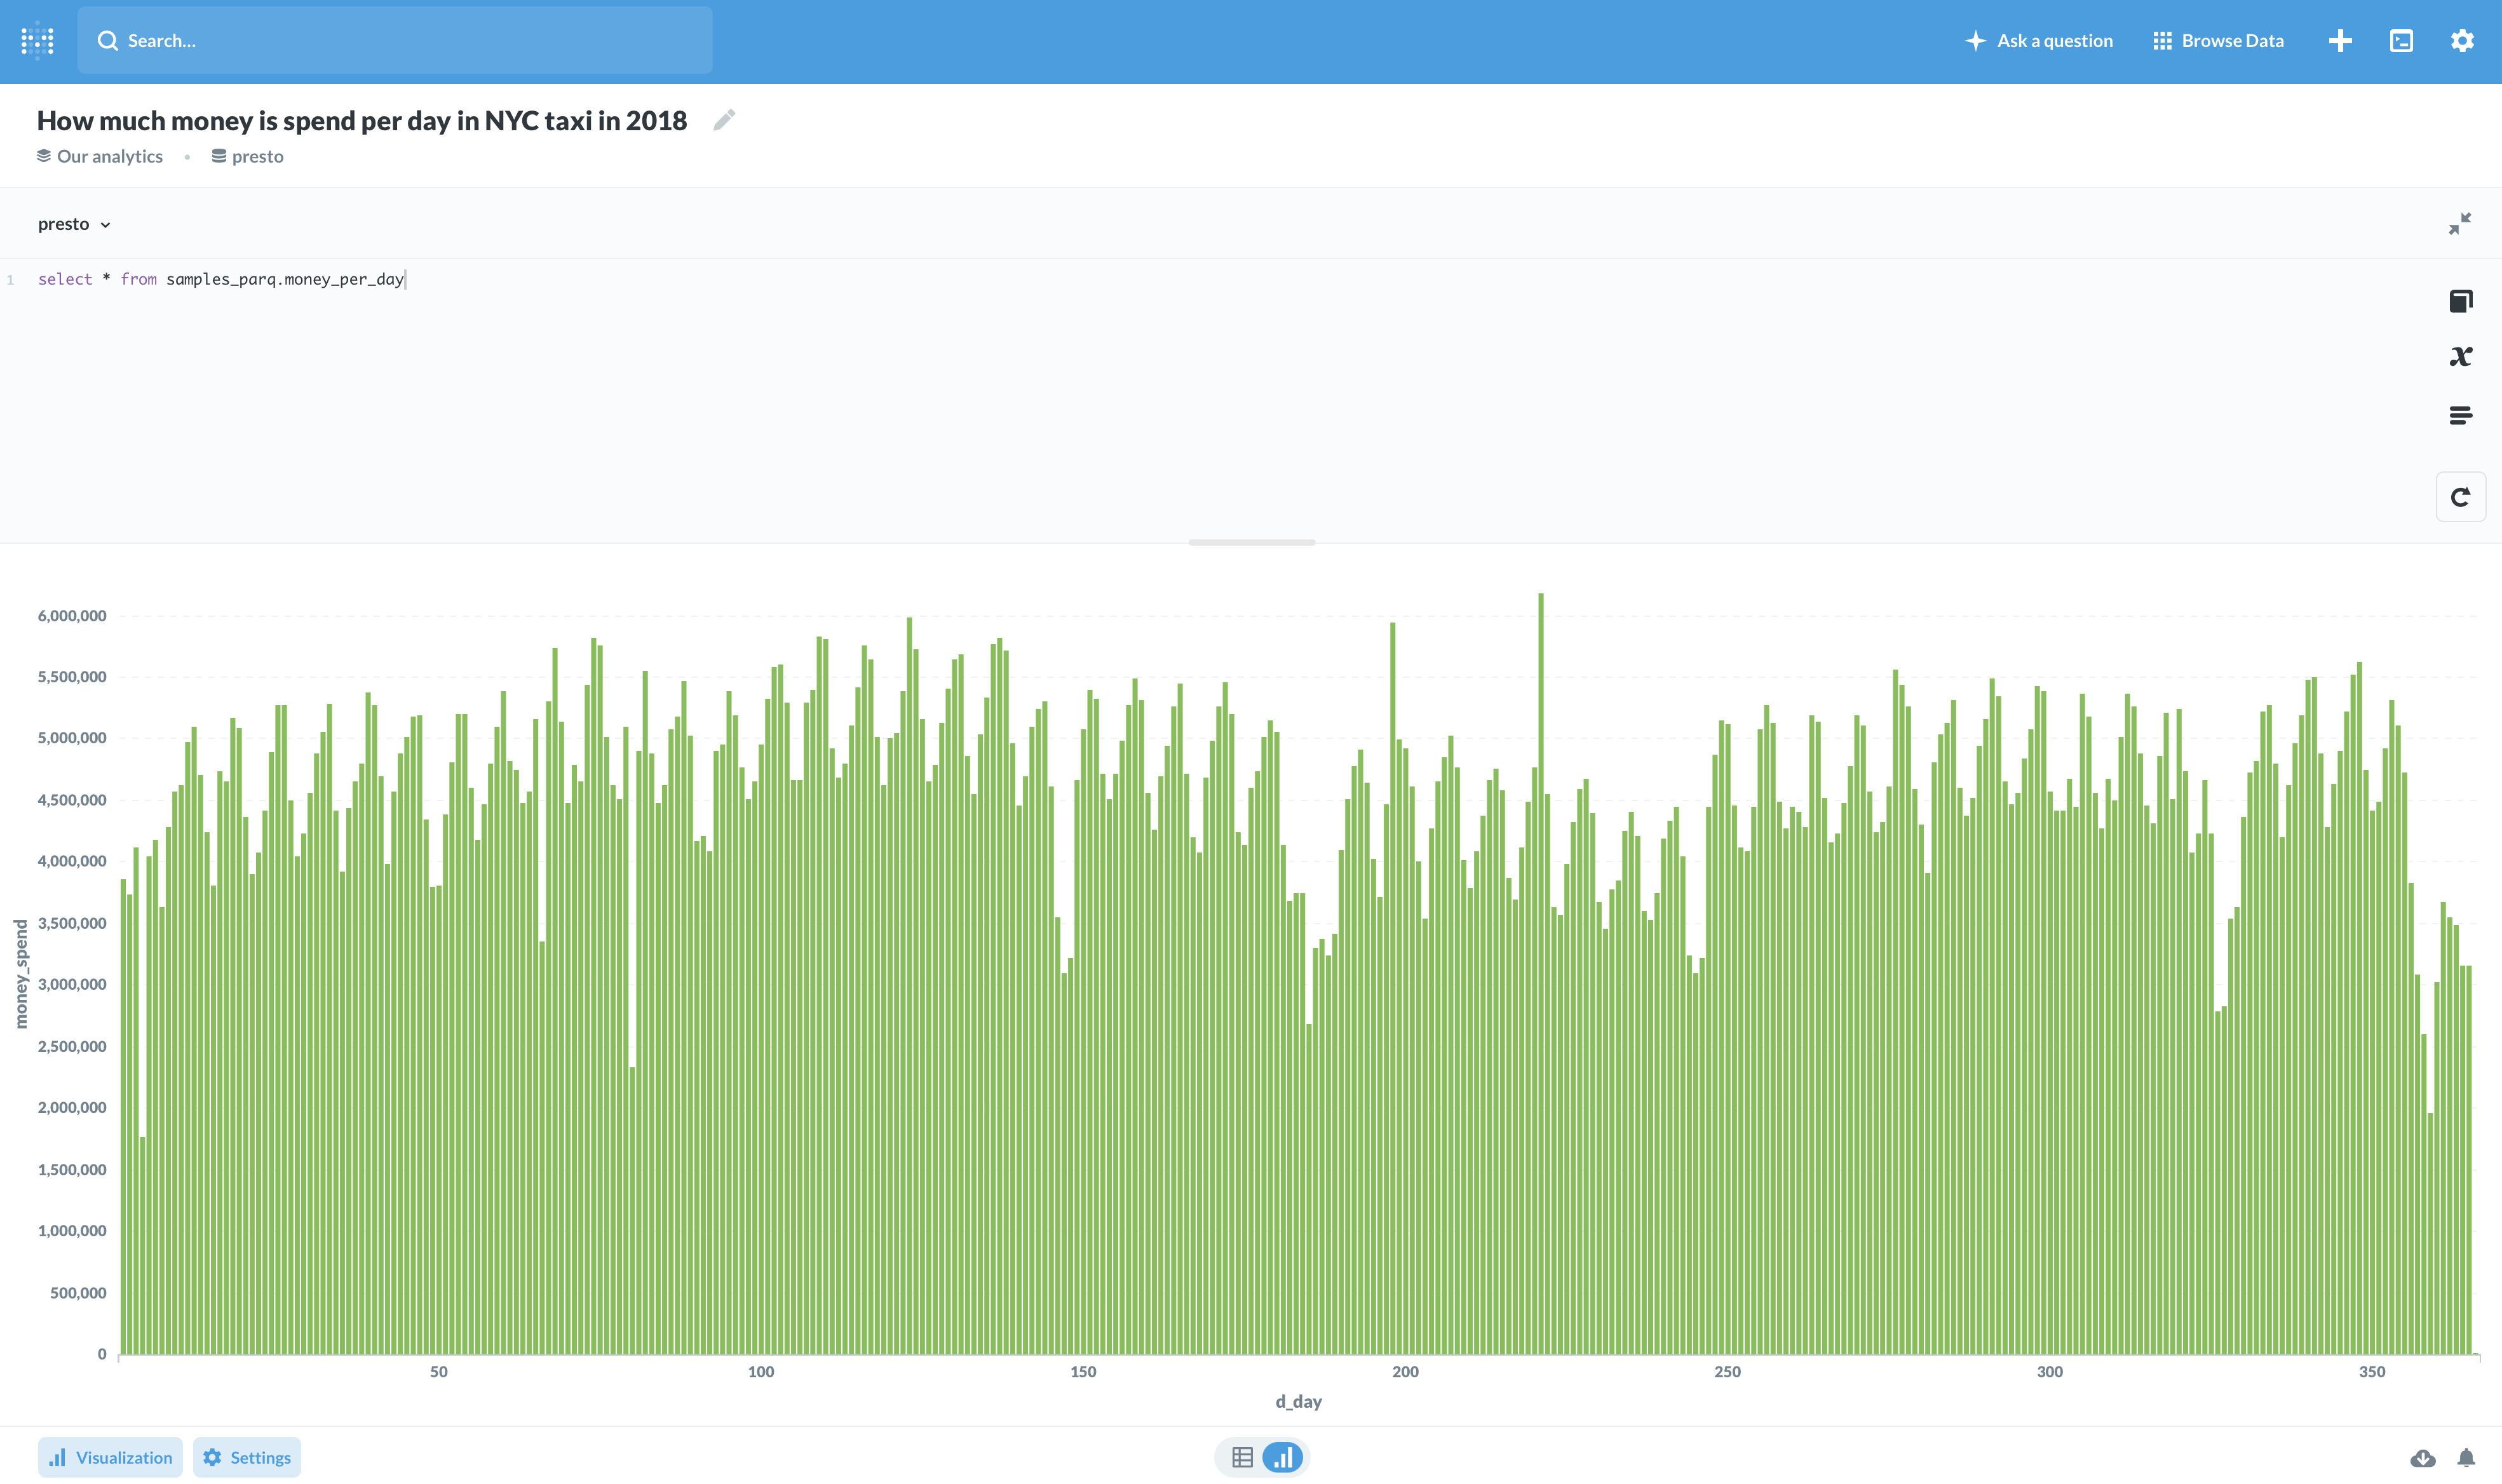 Search...
Ask a question
Browse Data
How much money is spend per day in NYC taxi in 2018
Our analytics • presto
presto
1 select * from samples_parq.money_per_day
6,000,000
5,500,000
5,000,000
4,500,000
4,000,000
3,500,000
3,000,000
2,500,000
2,000,000
1,500,000
1,000,000
500,000
0
money_spend
50 100 150 200 250 300 350
d_day
Visualization
Settings